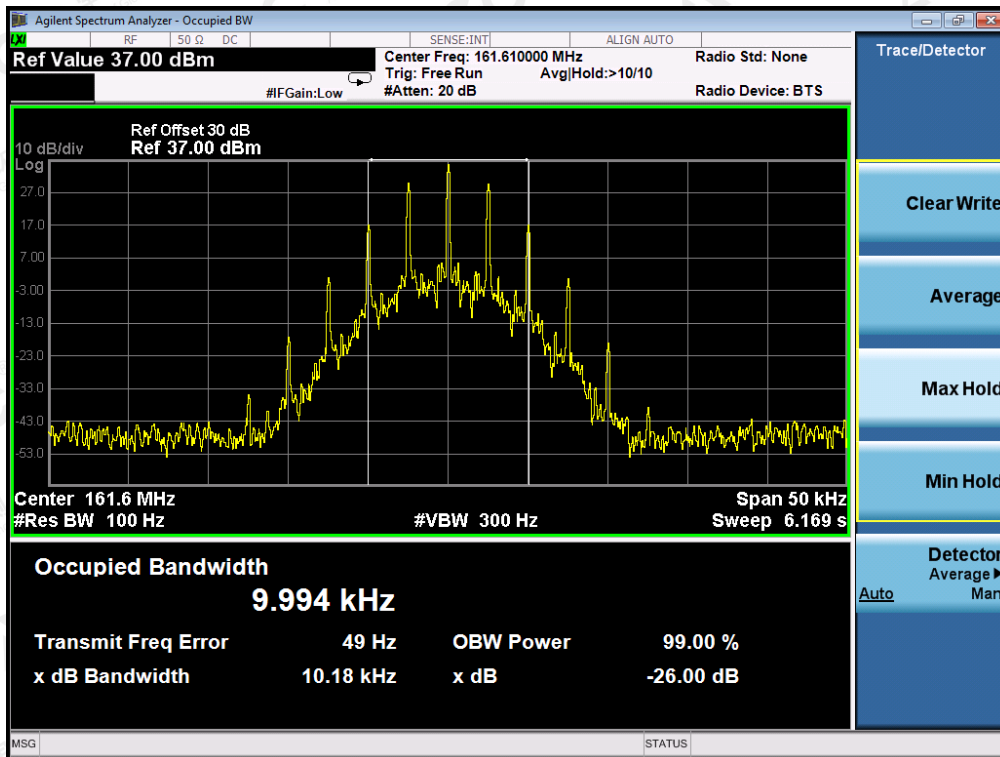 Agilent Spectrum Analyzer - Occupied BW
LXI RF 50 Ω DC SENSE:INT ALIGN AUTO
Ref Value 37.00 dBm
Center Freq: 161.610000 MHz
Radio Std: None
Trig: Free Run Avg|Hold:>10/10
#IFGain:Low
#Atten: 20 dB
Radio Device: BTS
Trace/Detector
Ref Offset 30 dB
10 dB/div Ref 37.00 dBm
Log
27.0
17.0
7.00
-3.00
-13.0
-23.0
-33.0
-43.0
-53.0
Center 161.6 MHz
Span 50 kHz
#Res BW 100 Hz
#VBW 300 Hz
Sweep 6.169 s
Clear Write
Average
Max Hold
Min Hold
Detector
Average
Auto Man
Occupied Bandwidth
9.994 kHz
Transmit Freq Error 49 Hz OBW Power 99.00 %
x dB Bandwidth 10.18 kHz x dB -26.00 dB
MSG STATUS